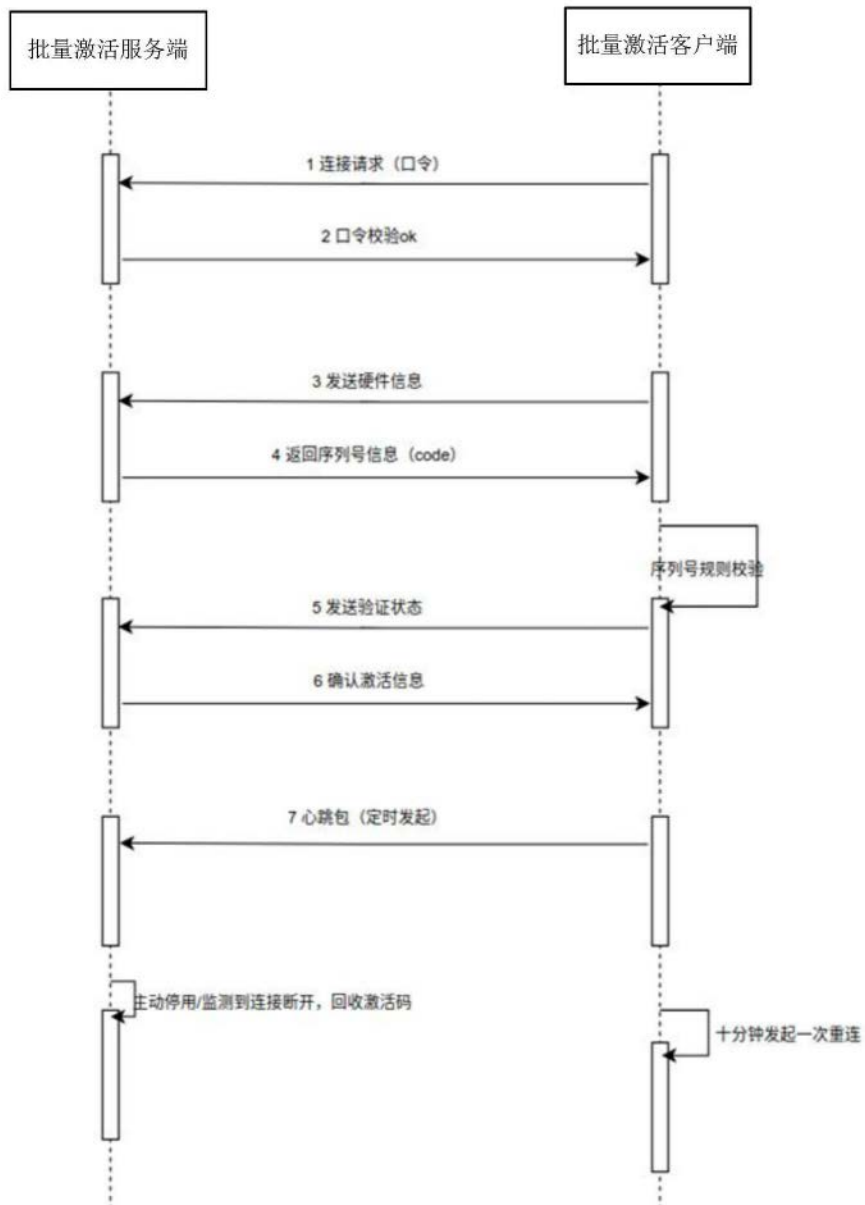 批量激活服务端
批量激活客户端
1 连接请求（口令）
2 口令校验ok
3 发送硬件信息
4 返回序列号信息（code）
序列号规则校验
5 发送验证状态
6 确认激活信息
7 心跳包（定时发起）
主动停用/监测到连接断开，回收激活码
十分钟发起一次重连